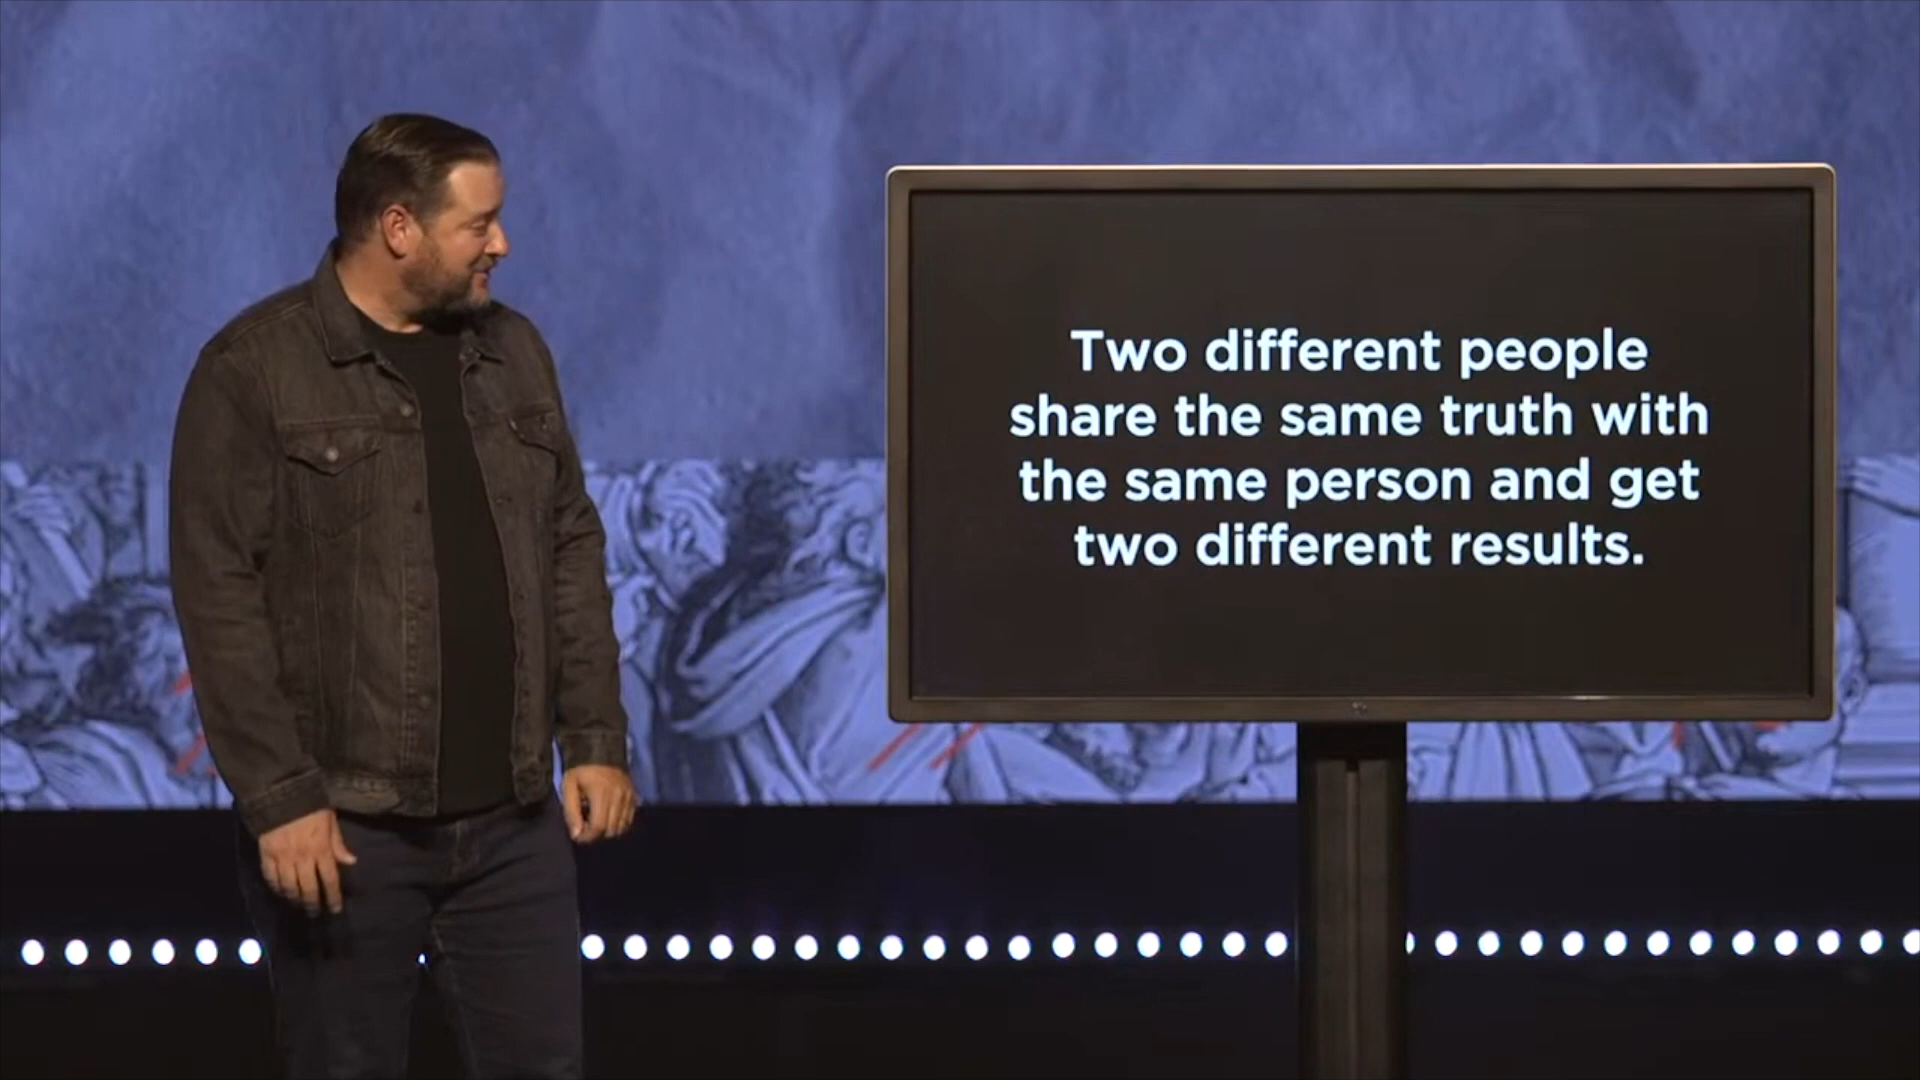 Two different people
share the same truth with
the same person and get
two different results.